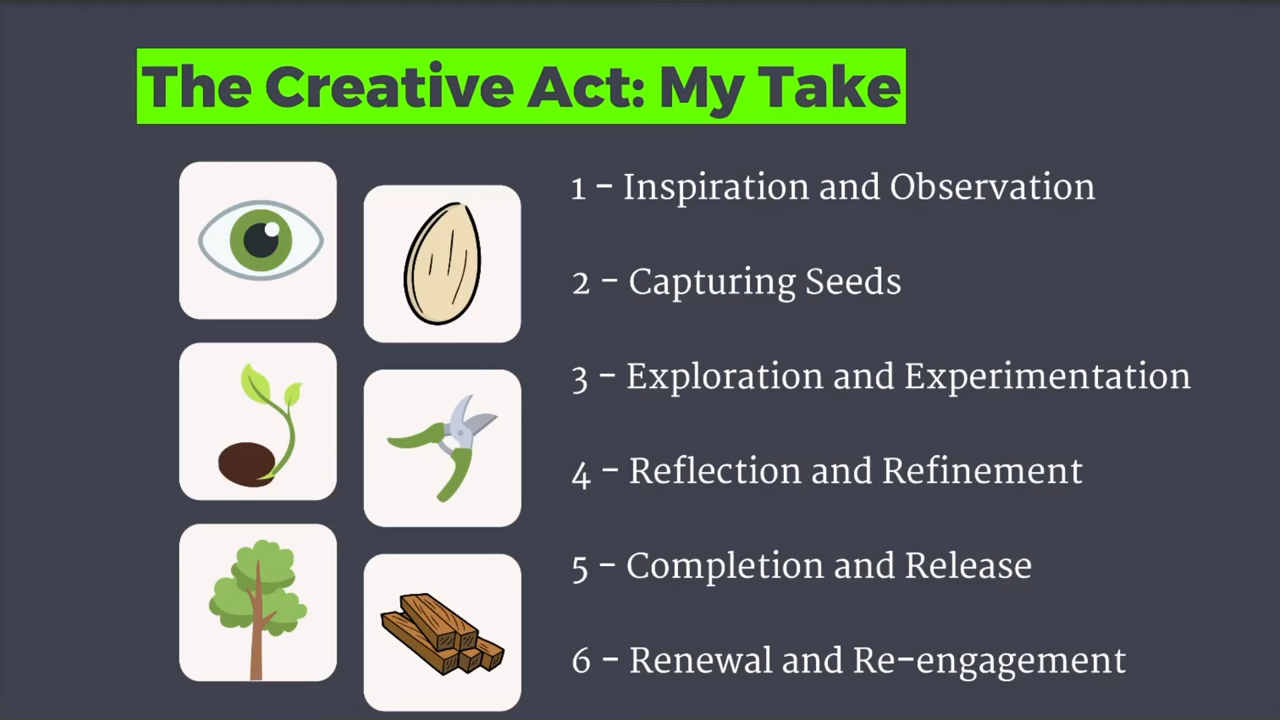 The Creative Act: My Take
1 – Inspiration and Observation
2 – Capturing Seeds
3 – Exploration and Experimentation
4 – Reflection and Refinement
5 – Completion and Release
6 – Renewal and Re-engagement